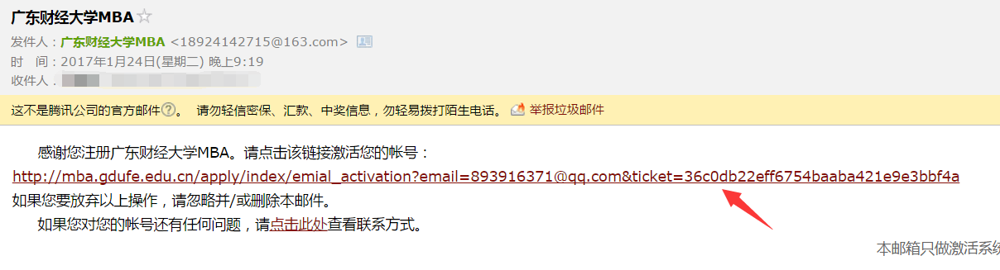 广东财经大学MBA
发件人：广东财经大学MBA <18924142715@163.com>
时 间：2017年1月24日(星期二) 晚上9:19
收件人：
这不是腾讯公司的官方邮件?。 请勿轻信密保、汇款、中奖信息，勿轻易拨打陌生电话。 举报垃圾邮件
感谢您注册广东财经大学MBA。请点击该链接激活您的帐号：
http://mba.gdufe.edu.cn/apply/index/emial_activation?email=893916371@qq.com&ticket=36c0db22eff6754baaba421e9e3bbf4a
如果您要放弃以上操作，请忽略并/或删除本邮件。
如果您对您的帐号还有任何问题，请点击此处查看联系方式。
本邮箱只做激活系统